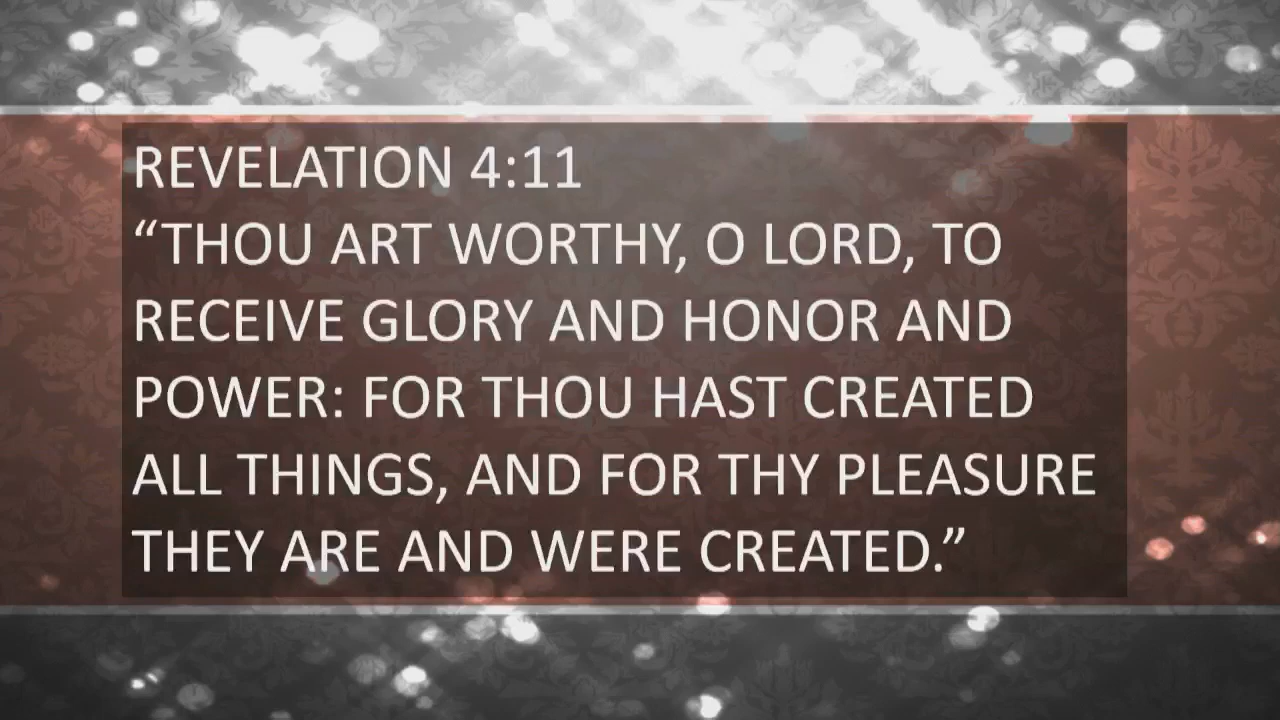 REVELATION 4:11
“THOU ART WORTHY, O LORD, TO
RECEIVE GLORY AND HONOR AND
POWER: FOR THOU HAST CREATED
ALL THINGS, AND FOR THY PLEASURE
THEY ARE AND WERE CREATED.”